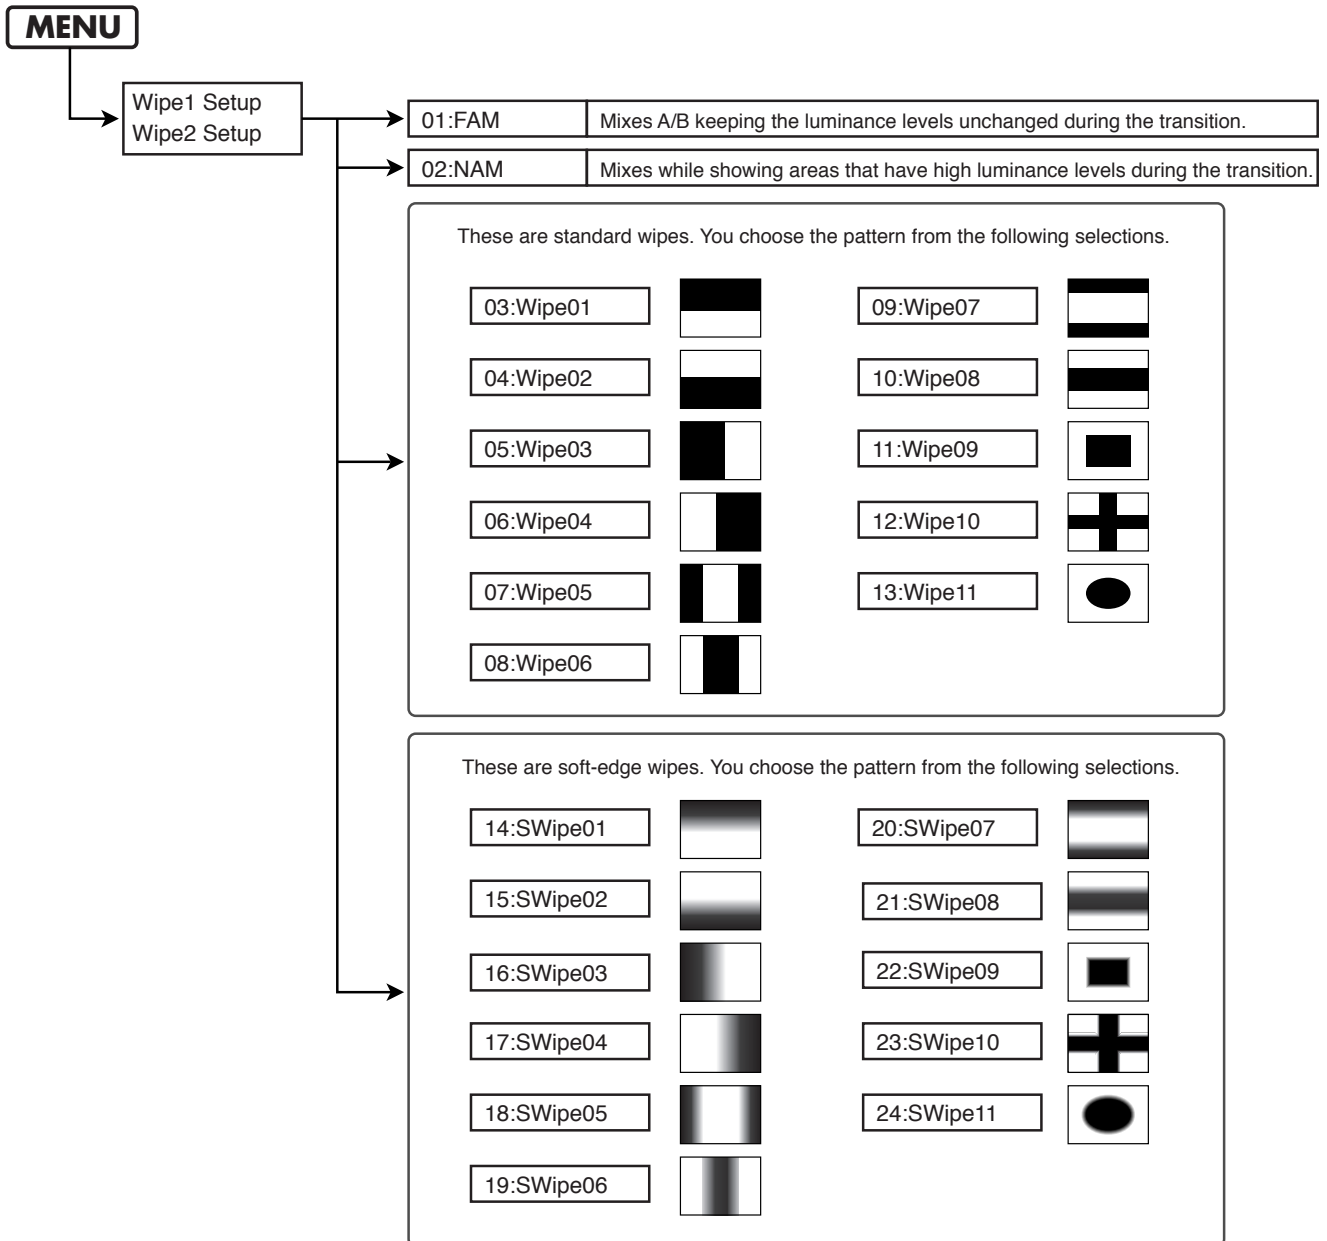 MENU
Wipe1 Setup
Wipe2 Setup
01:FAM
Mixes A/B keeping the luminance levels unchanged during the transition.
02:NAM
Mixes while showing areas that have high luminance levels during the transition.
These are standard wipes. You choose the pattern from the following selections.
03:Wipe01
04:Wipe02
05:Wipe03
06:Wipe04
07:Wipe05
08:Wipe06
09:Wipe07
10:Wipe08
11:Wipe09
12:Wipe10
13:Wipe11
These are soft-edge wipes. You choose the pattern from the following selections.
14:SWipe01
15:SWipe02
16:SWipe03
17:SWipe04
18:SWipe05
19:SWipe06
20:SWipe07
21:SWipe08
22:SWipe09
23:SWipe10
24:SWipe11